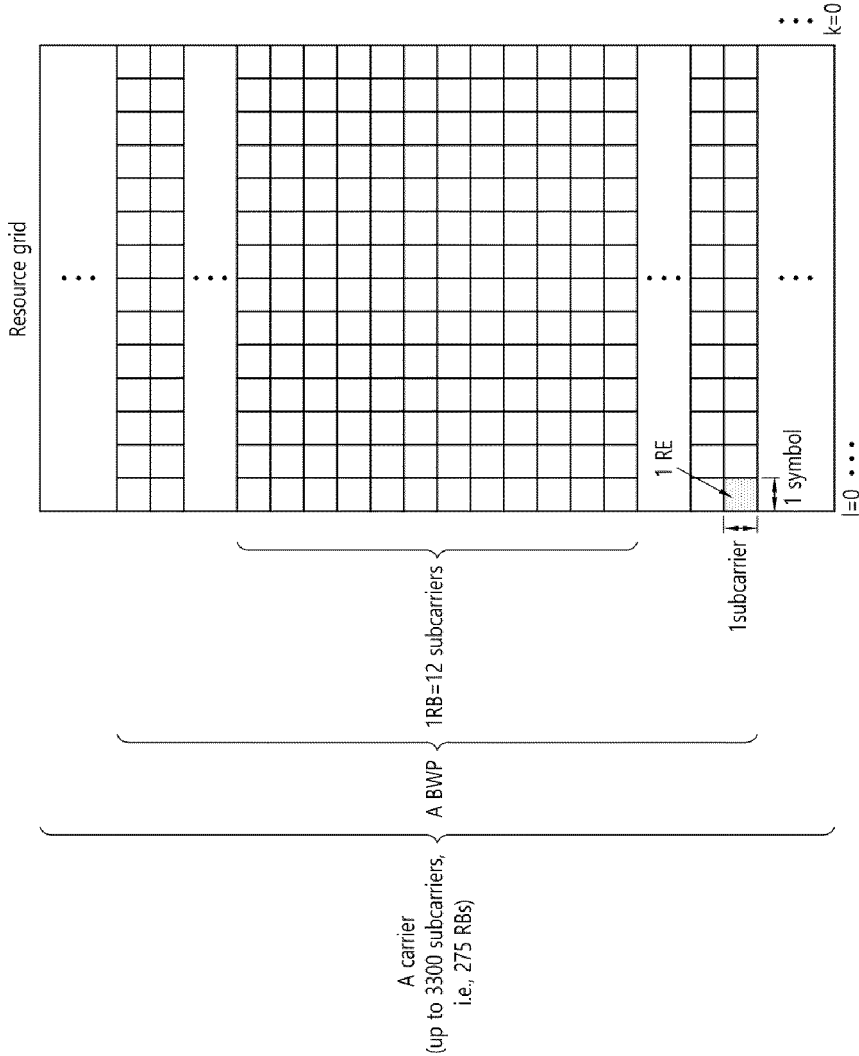 Resource grid
A carrier
(up to 3300 subcarriers,
i.e., 275 RBs)
A BWP
1RB=12 subcarriers
1 RE
1subcarrier
1 symbol
l=0
k=0